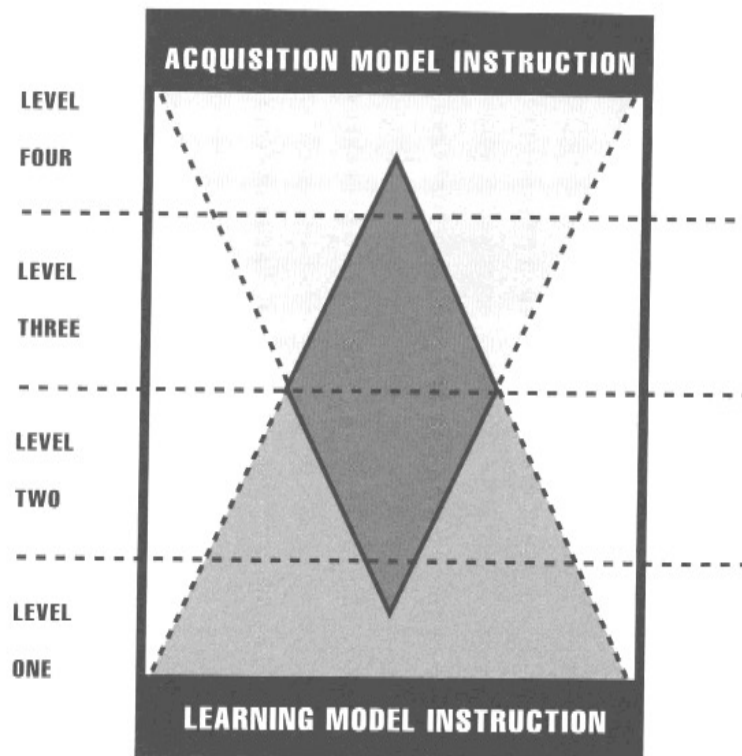 ACQUISITION MODEL INSTRUCTION
LEVEL
FOUR
LEVEL
THREE
LEVEL
TWO
LEVEL
ONE
LEARNING MODEL INSTRUCTION